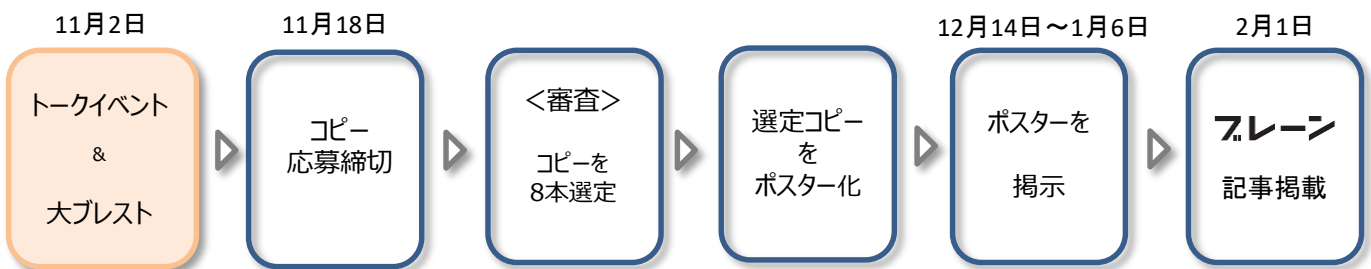 11月2日
トークイベント
&
大ブレスト
11月18日
コピー
応募締切
＜審査＞
コピーを
8本選定
選定コピー
を
ポスター化
12月14日～1月6日
ポスターを
掲示
2月1日
ブレーン
記事掲載